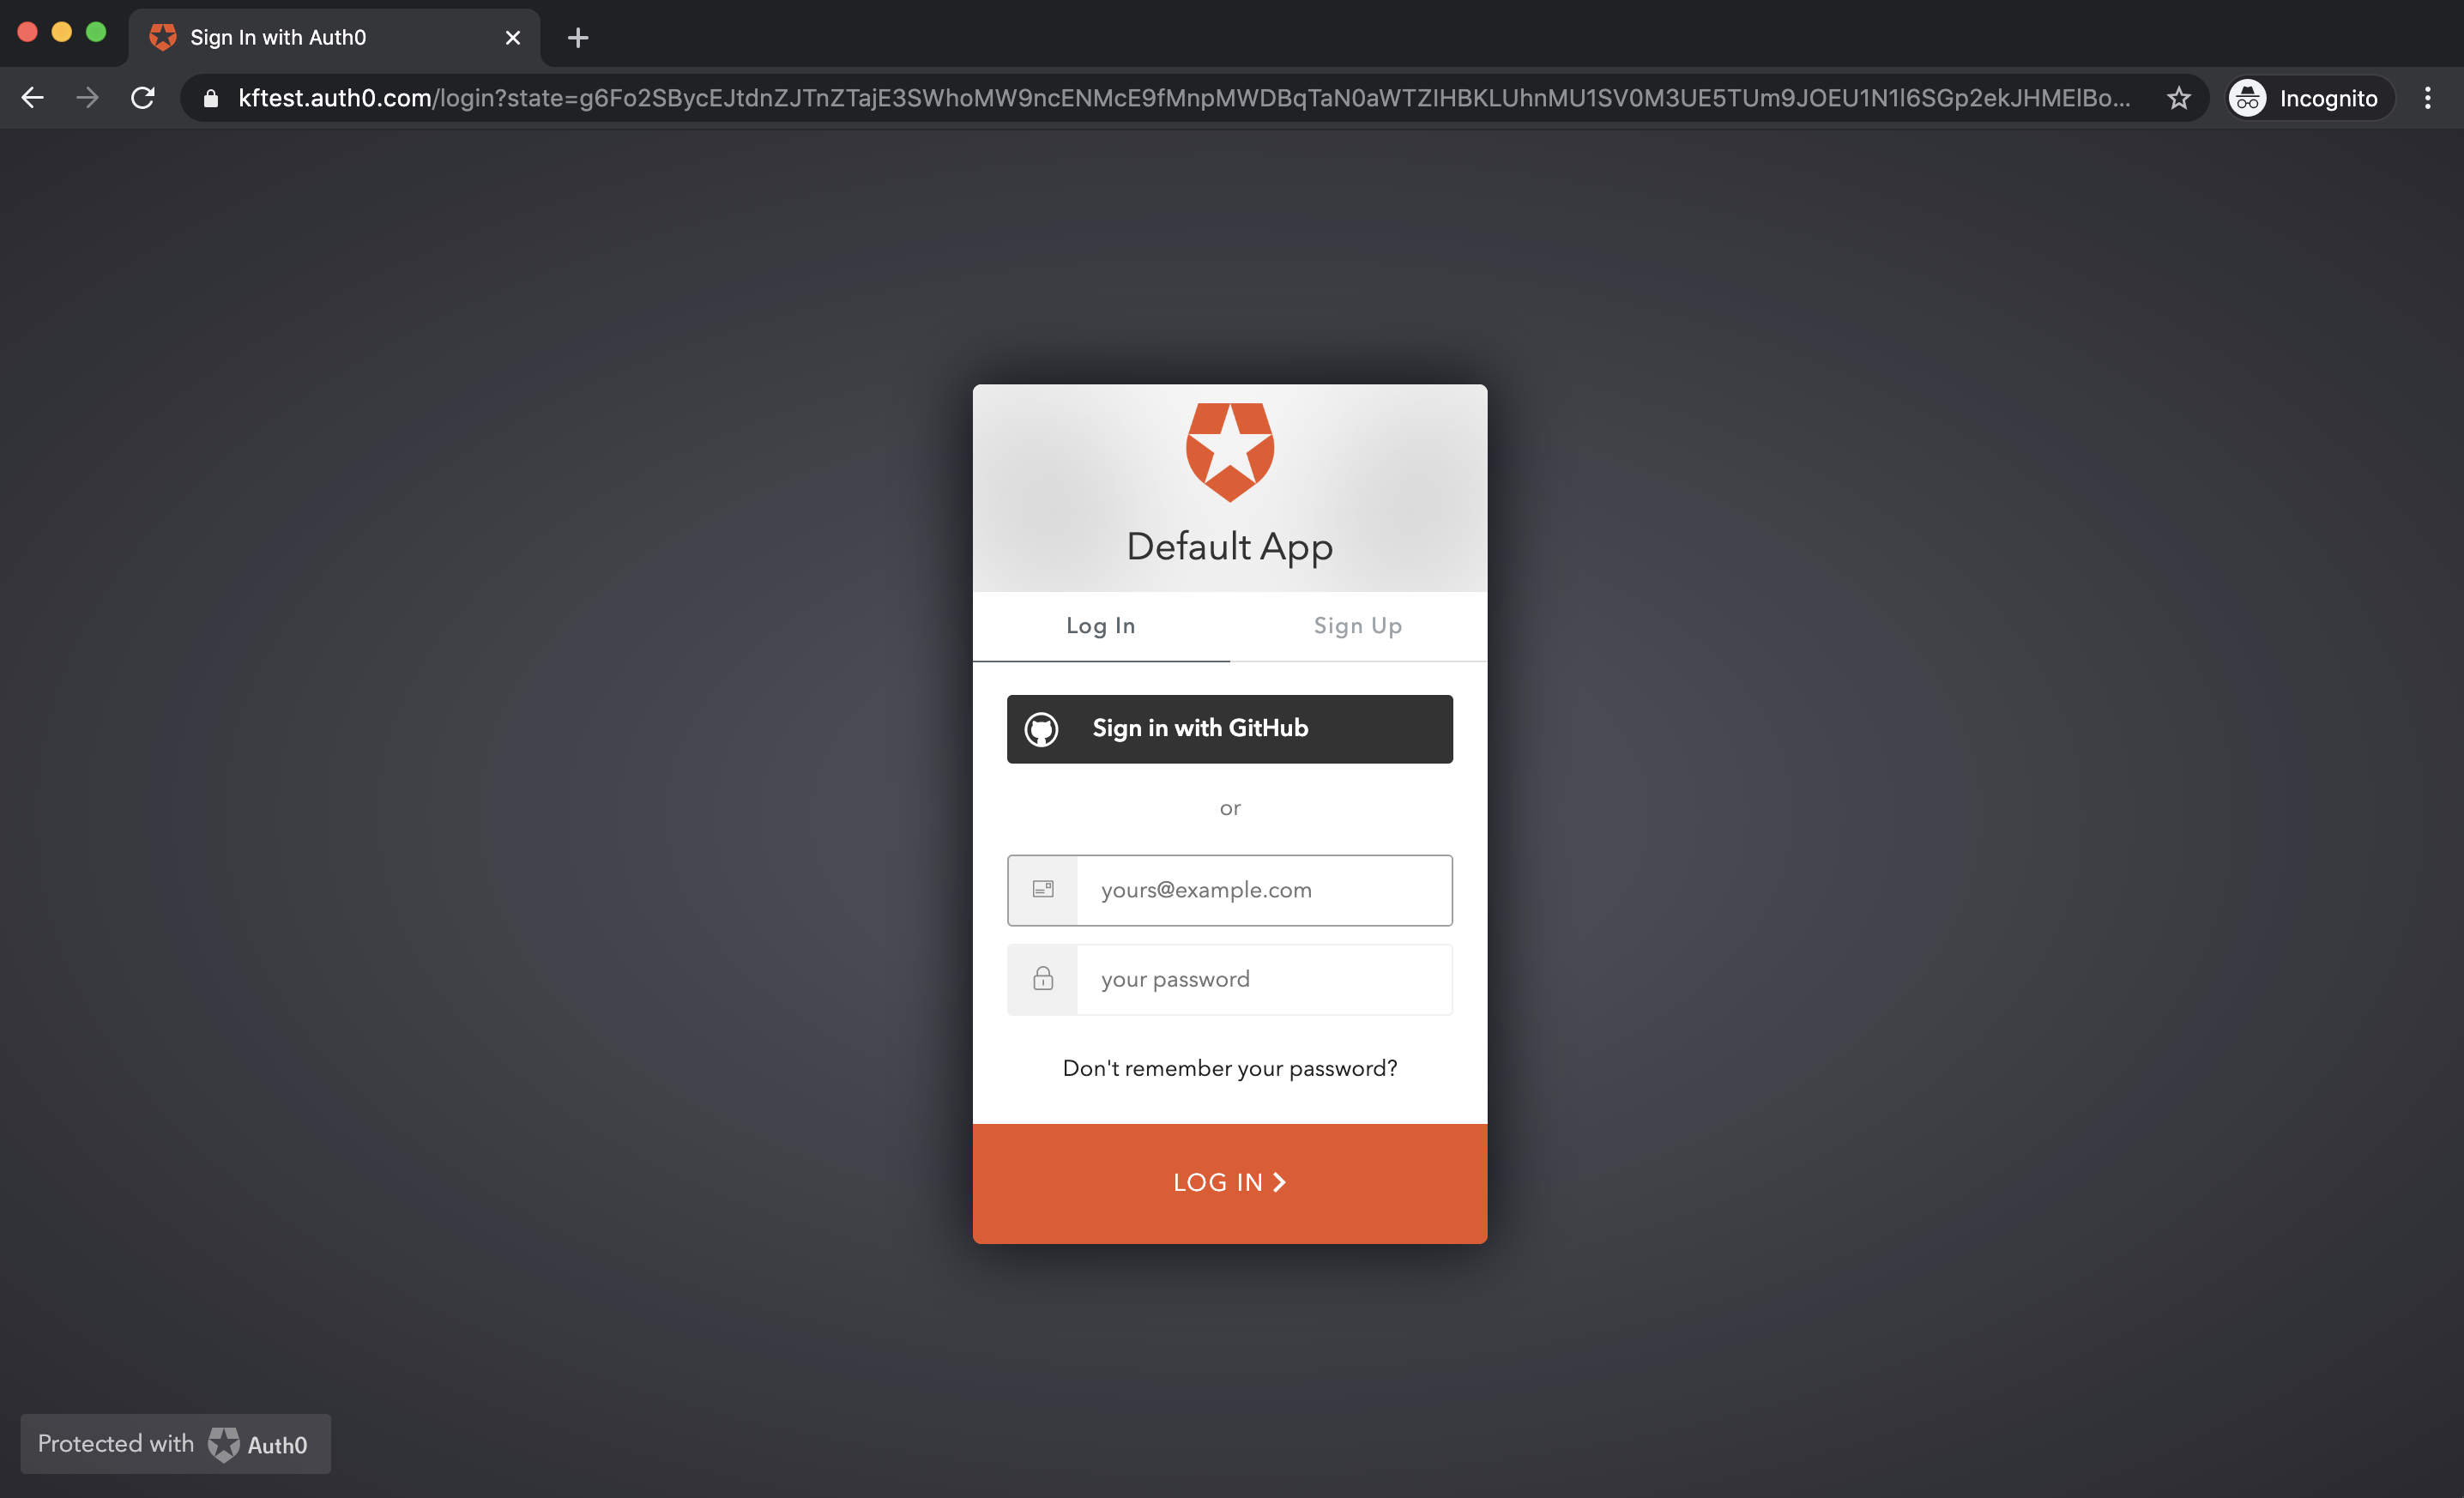 Sign In with Auth0
kftest.auth0.com/login?state=g6Fo2SBycEJtdnZJTnZTajE3SWhoMW9ncENMcE9fMnpMWDBqTaN0aWTZIHBKLUhnMU1SV0M3UE5TUm9JOEU1N1l6SGp2ekJHMElBo...
Incognito
Default App
Log In
Sign Up
Sign in with GitHub
or
yours@example.com
your password
Don't remember your password?
LOG IN
Protected with Auth0